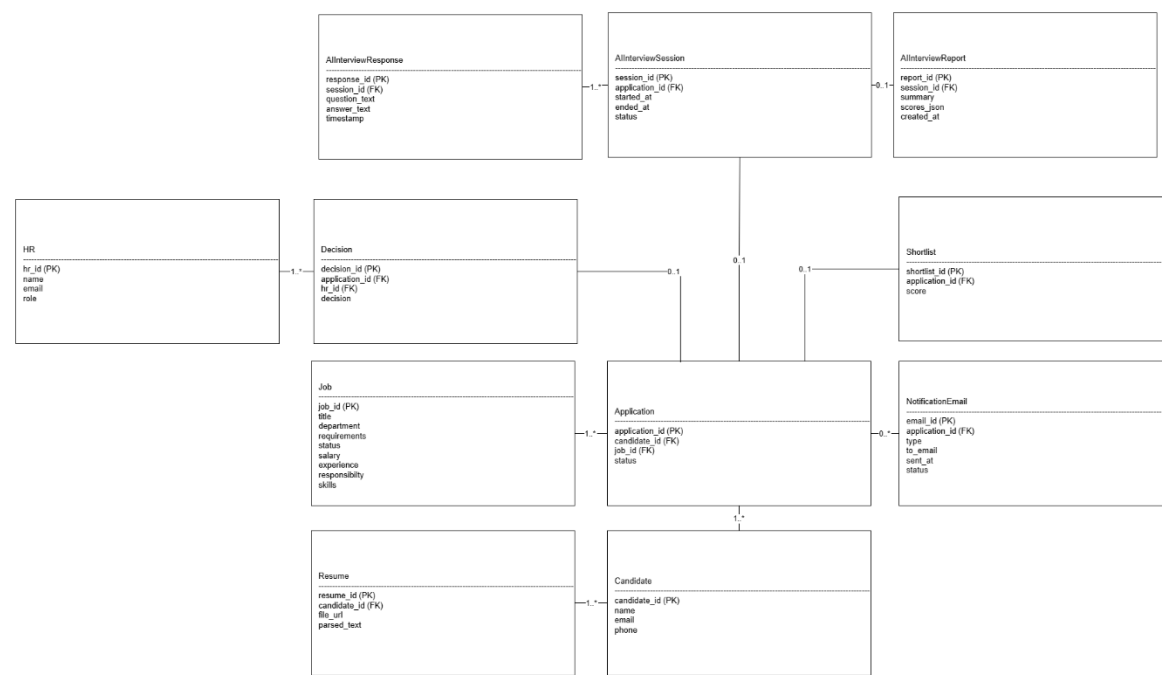 AIInterviewResponse
response_id (PK)
session_id (FK)
question_text
answer_text
timestamp
1..*
AIInterviewSession
session_id (PK)
application_id (FK)
started_at
ended_at
status
0..1
AIInterviewReport
report_id (PK)
session_id (FK)
summary
scores_json
created_at
HR
hr_id (PK)
name
email
role
1..*
Decision
decision_id (PK)
application_id (FK)
hr_id (FK)
decision
0..1
0..1
0..1
Shortlist
shortlist_id (PK)
application_id (FK)
score
Job
job_id (PK)
title
department
requirements
status
salary
experience
responsibilty
skills
1..*
Application
application_id (PK)
candidate_id (FK)
job_id (FK)
status
0..*
NotificationEmail
email_id (PK)
application_id (FK)
type
to_email
sent_at
status
1..*
Resume
resume_id (PK)
candidate_id (FK)
file_url
parsed_text
1..*
Candidate
candidate_id (PK)
name
email
phone